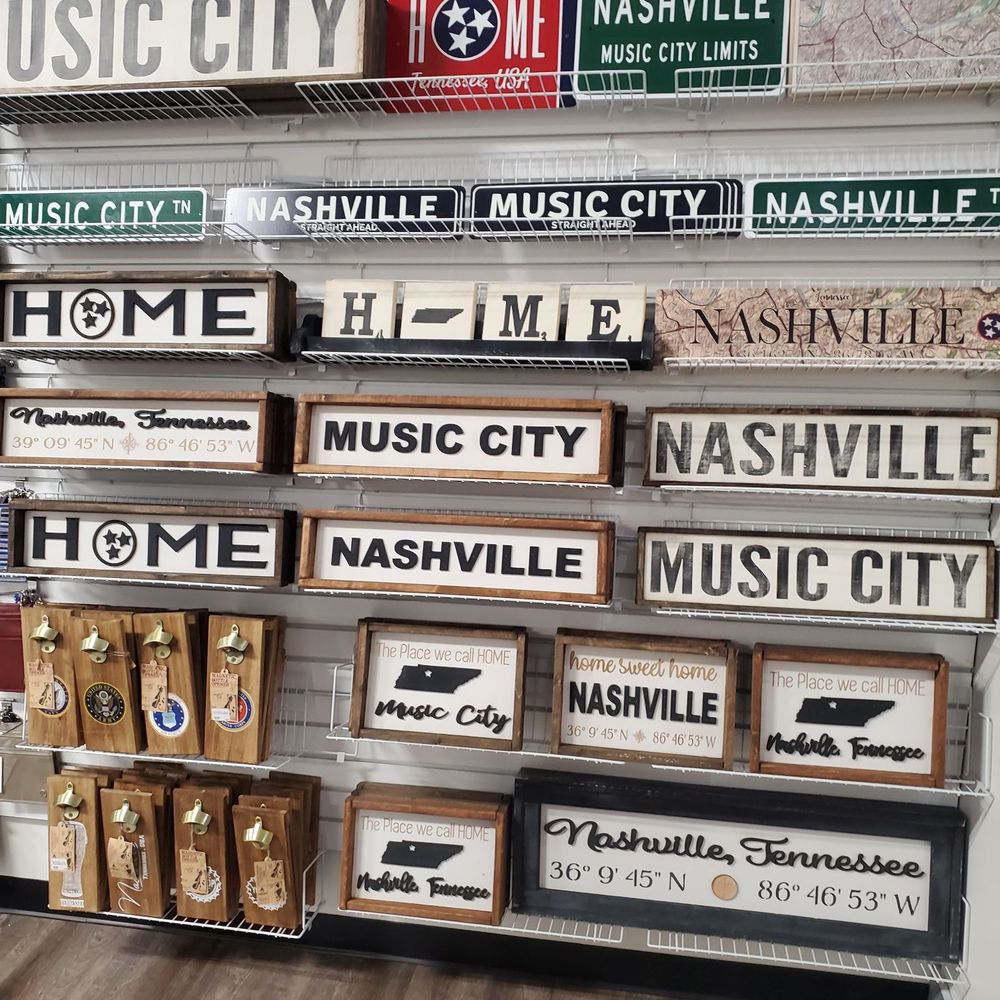 USIC CITY
HOME
Tennessee, USA
NASHVILLE
MUSIC CITY LIMITS
MUSIC CITY TN
NASHVILLE
STRAIGHT AHEAD
MUSIC CITY
STRAIGHT AHEAD
NASHVILLE T
HOME
H M E
Tennessee
NASHVILLE
Nashville, Tennessee
39° 09' 45" N 86° 46' 53" W
MUSIC CITY
NASHVILLE
HOME
NASHVILLE
MUSIC CITY
The Place we call HOME
Music City
home sweet home
NASHVILLE
36° 9' 45" N 86° 46' 53" W
The Place we call HOME
Nashville, Tennessee
The Place we call HOME
Nashville, Tennessee
Nashville, Tennessee
36° 9' 45" N 86° 46' 53" W